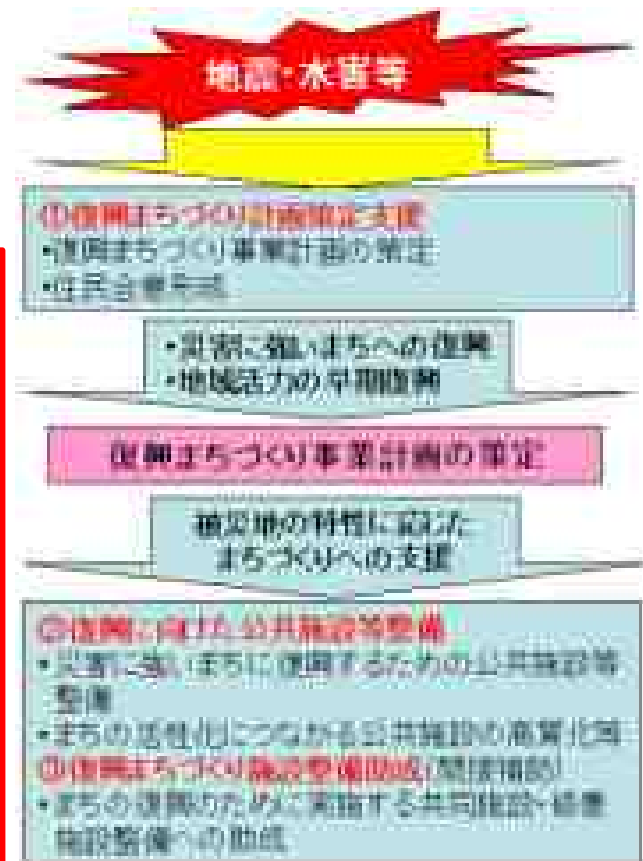 地震・水害等
①復興まちづくり計画策定支援
・復興まちづくり事業計画の策定
・住民合意形成
・災害に強いまちへの復興
・地域活力の早期復興
復興まちづくり事業計画の策定
被災地の特性に応じた
まちづくりへの支援
②復興に向けた公共施設等整備
・災害に強いまちに復興するための公共施設等
整備
・まちの活性化につながる公共施設の高質化等
③復興まちづくり施設整備助成(間接補助)
・まちの復興のために実施する共同施設・修景
施設整備への助成